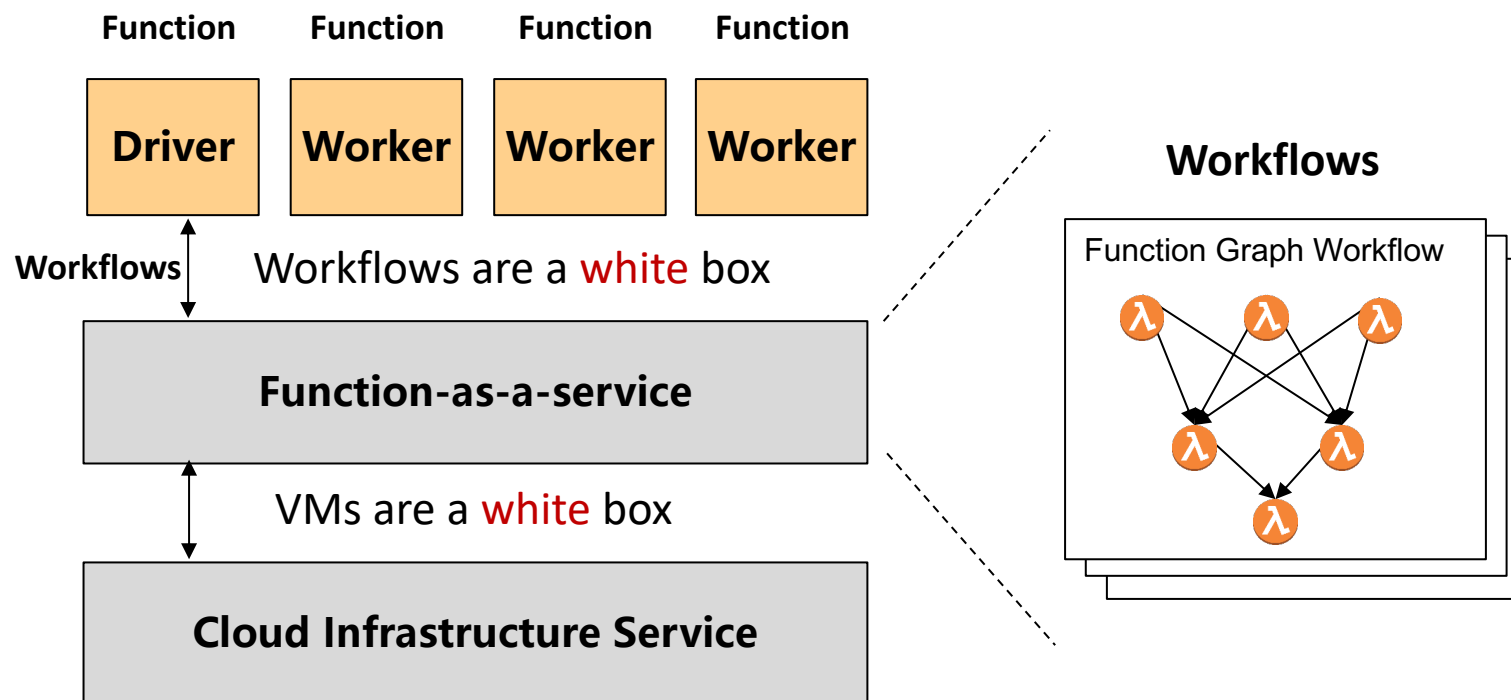 Function Function Function Function
Driver Worker Worker Worker
Workflows
Workflows are a white box
Function-as-a-service
VMs are a white box
Cloud Infrastructure Service
Workflows
Function Graph Workflow
λ λ λ
λ λ
λ